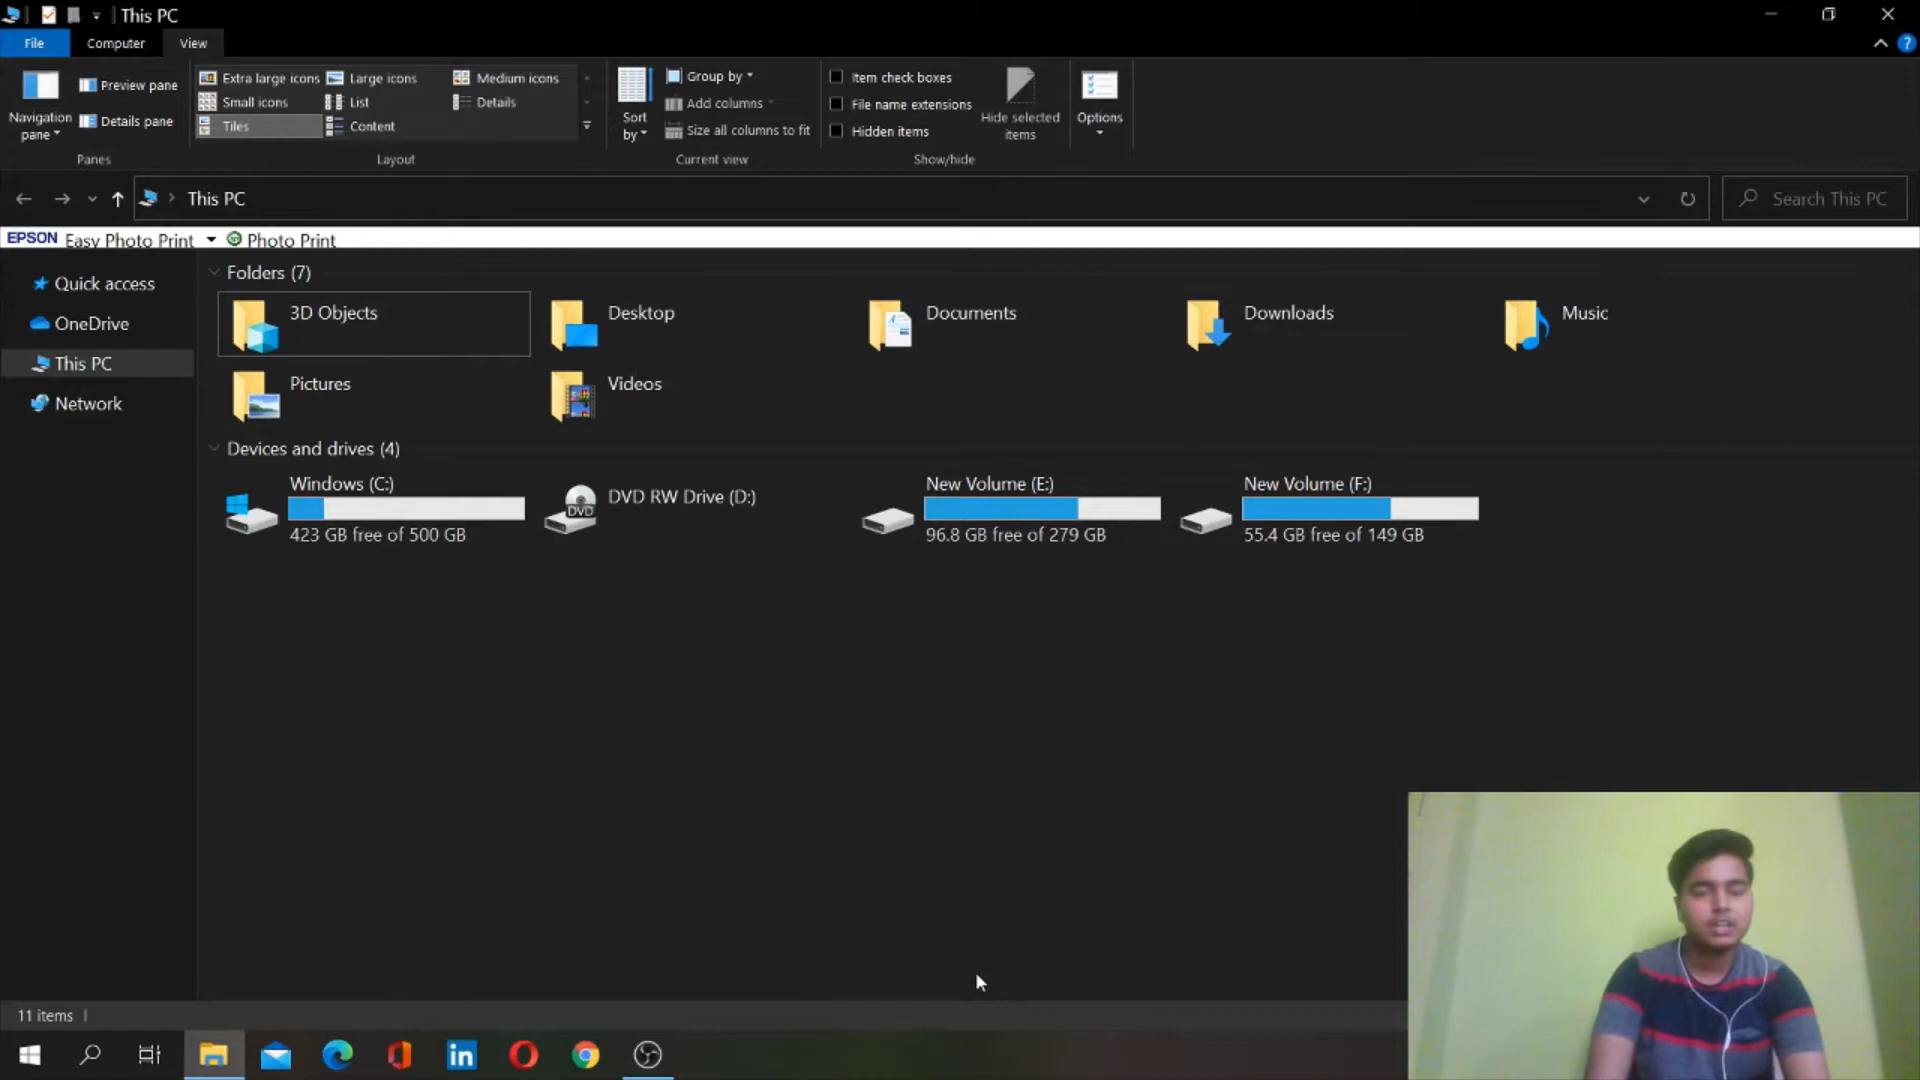 This PC
File Computer View
Navigation pane
Preview pane
Details pane
Panes
Extra large icons Large icons Medium icons
Small icons List Details
Tiles Content
Layout
Sort by
Group by
Add columns
Size all columns to fit
Current view
Item check boxes
File name extensions
Hidden items
Hide selected items
Show/hide
Options
This PC
Search This PC
EPSON Easy Photo Print Photo Print
Quick access
OneDrive
This PC
Network
Folders (7)
3D Objects Desktop Documents Downloads Music
Pictures Videos
Devices and drives (4)
Windows (C:)
423 GB free of 500 GB
DVD RW Drive (D:)
DVD
New Volume (E:)
96.8 GB free of 279 GB
New Volume (F:)
55.4 GB free of 149 GB
11 items
in